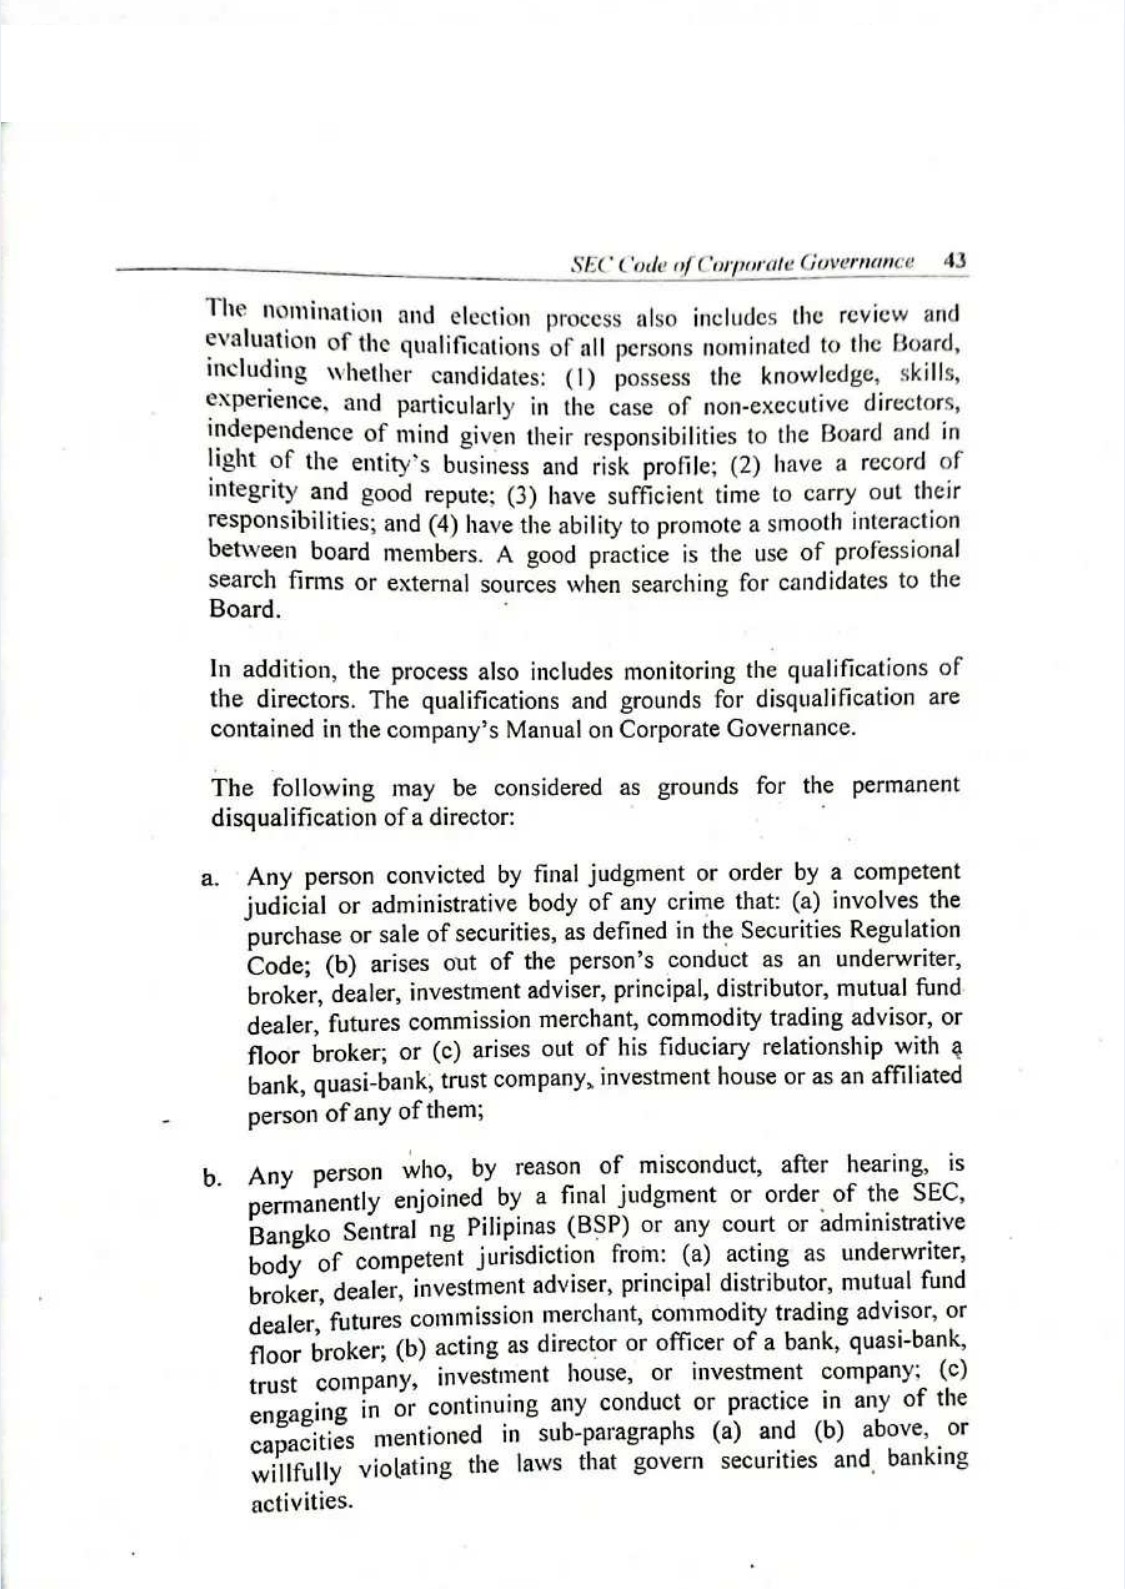 SEC Code of Corporate Governance 43
The nomination and election process also includes the review and
evaluation of the qualifications of all persons nominated to the Board,
including whether candidates: (1) possess the knowledge, skills,
experience, and particularly in the case of non-executive directors,
independence of mind given their responsibilities to the Board and in
light of the entity's business and risk profile; (2) have a record of
integrity and good repute; (3) have sufficient time to carry out their
responsibilities; and (4) have the ability to promote a smooth interaction
between board members. A good practice is the use of professional
search firms or external sources when searching for candidates to the
Board.
In addition, the process also includes monitoring the qualifications of
the directors. The qualifications and grounds for disqualification are
contained in the company's Manual on Corporate Governance.
The following may be considered as grounds for the permanent
disqualification of a director:
a. Any person convicted by final judgment or order by a competent
judicial or administrative body of any crime that: (a) involves the
purchase or sale of securities, as defined in the Securities Regulation
Code; (b) arises out of the person's conduct as an underwriter,
broker, dealer, investment adviser, principal, distributor, mutual fund
dealer, futures commission merchant, commodity trading advisor, or
floor broker; or (c) arises out of his fiduciary relationship with a
bank, quasi-bank, trust company, investment house or as an affiliated
person of any of them;
b. Any person who, by reason of misconduct, after hearing, is
permanently enjoined by a final judgment or order of the SEC,
Bangko Sentral ng Pilipinas (BSP) or any court or administrative
body of competent jurisdiction from: (a) acting as underwriter,
broker, dealer, investment adviser, principal distributor, mutual fund
dealer, futures commission merchant, commodity trading advisor, or
floor broker; (b) acting as director or officer of a bank, quasi-bank,
trust company, investment house, or investment company; (c)
engaging in or continuing any conduct or practice in any of the
capacities mentioned in sub-paragraphs (a) and (b) above, or
willfully violating the laws that govern securities and banking
activities.